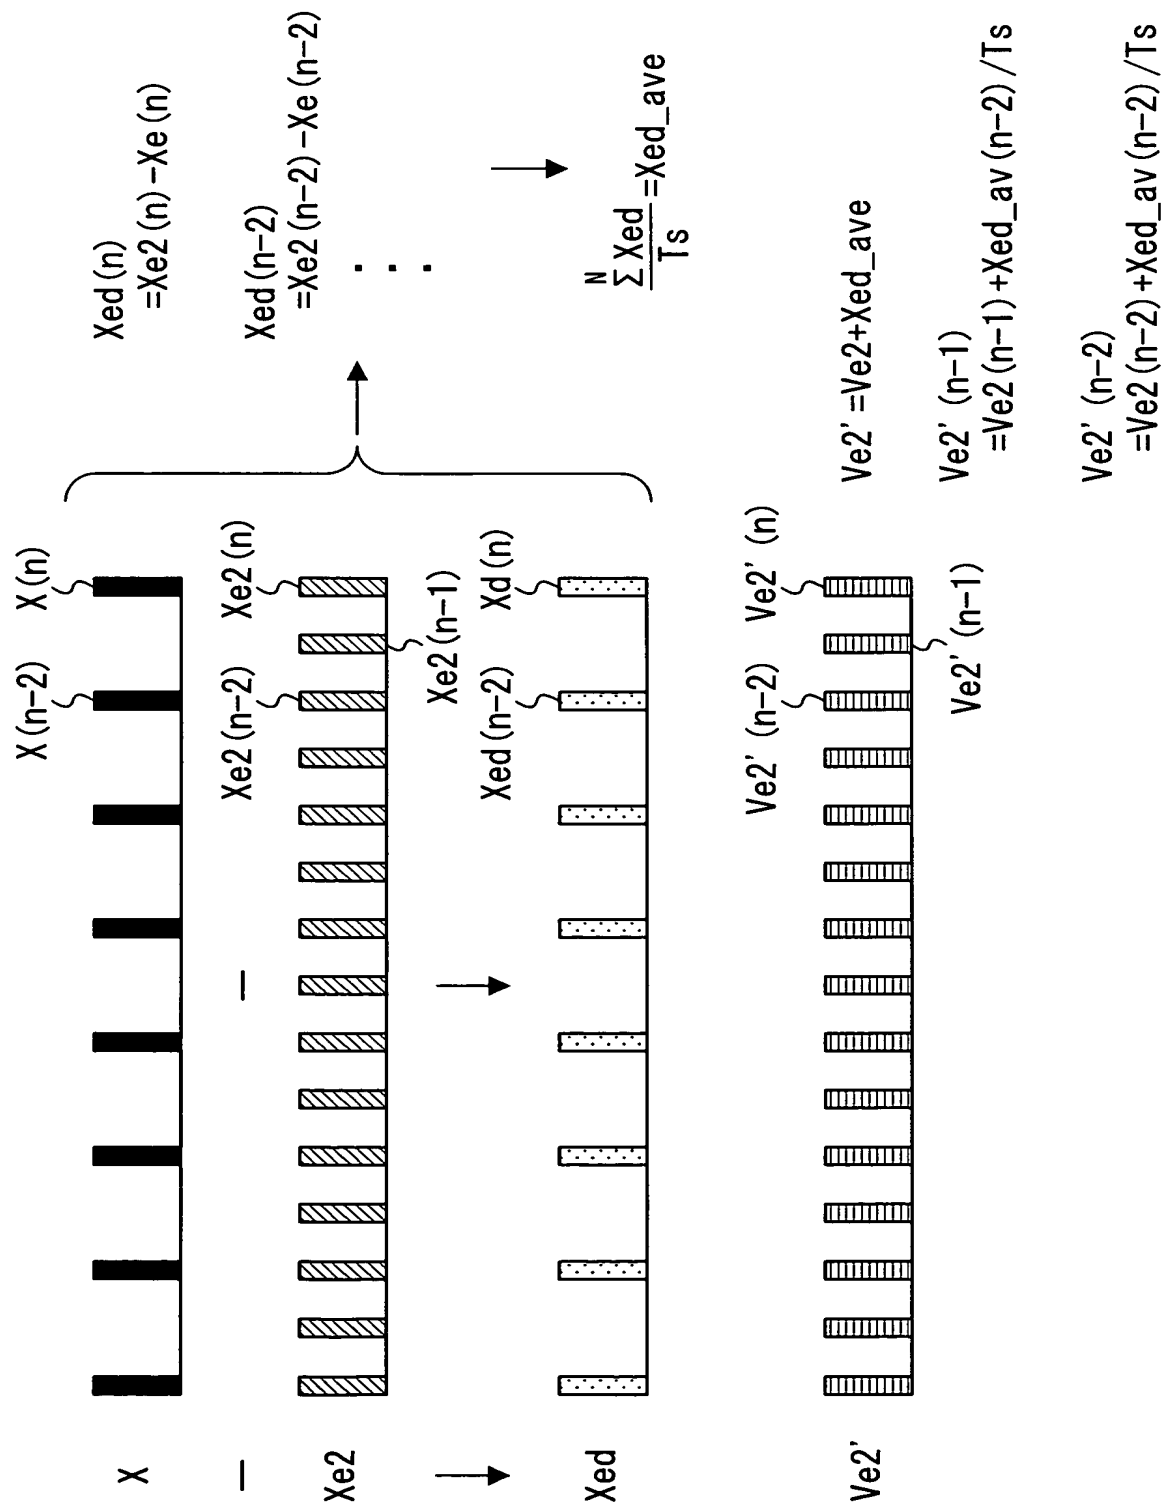 X
X(n-2)
X(n)
—
—
Xe2
Xe2(n-2)
Xe2(n)
Xe2(n-1)
Xed
Xed(n-2)
Xd(n)
Ve2'
Ve2'(n-2)
Ve2'(n)
Ve2'(n-1)
Xed(n)
=Xe2(n)-Xe(n)
Xed(n-2)
=Xe2(n-2)-Xe(n-2)
. . .
N
Σ Xed
Ts
=Xed_ave
Ve2'=Ve2+Xed_ave
Ve2'(n-1)
=Ve2(n-1)+Xed_av(n-2)/Ts
Ve2'(n-2)
=Ve2(n-2)+Xed_av(n-2)/Ts